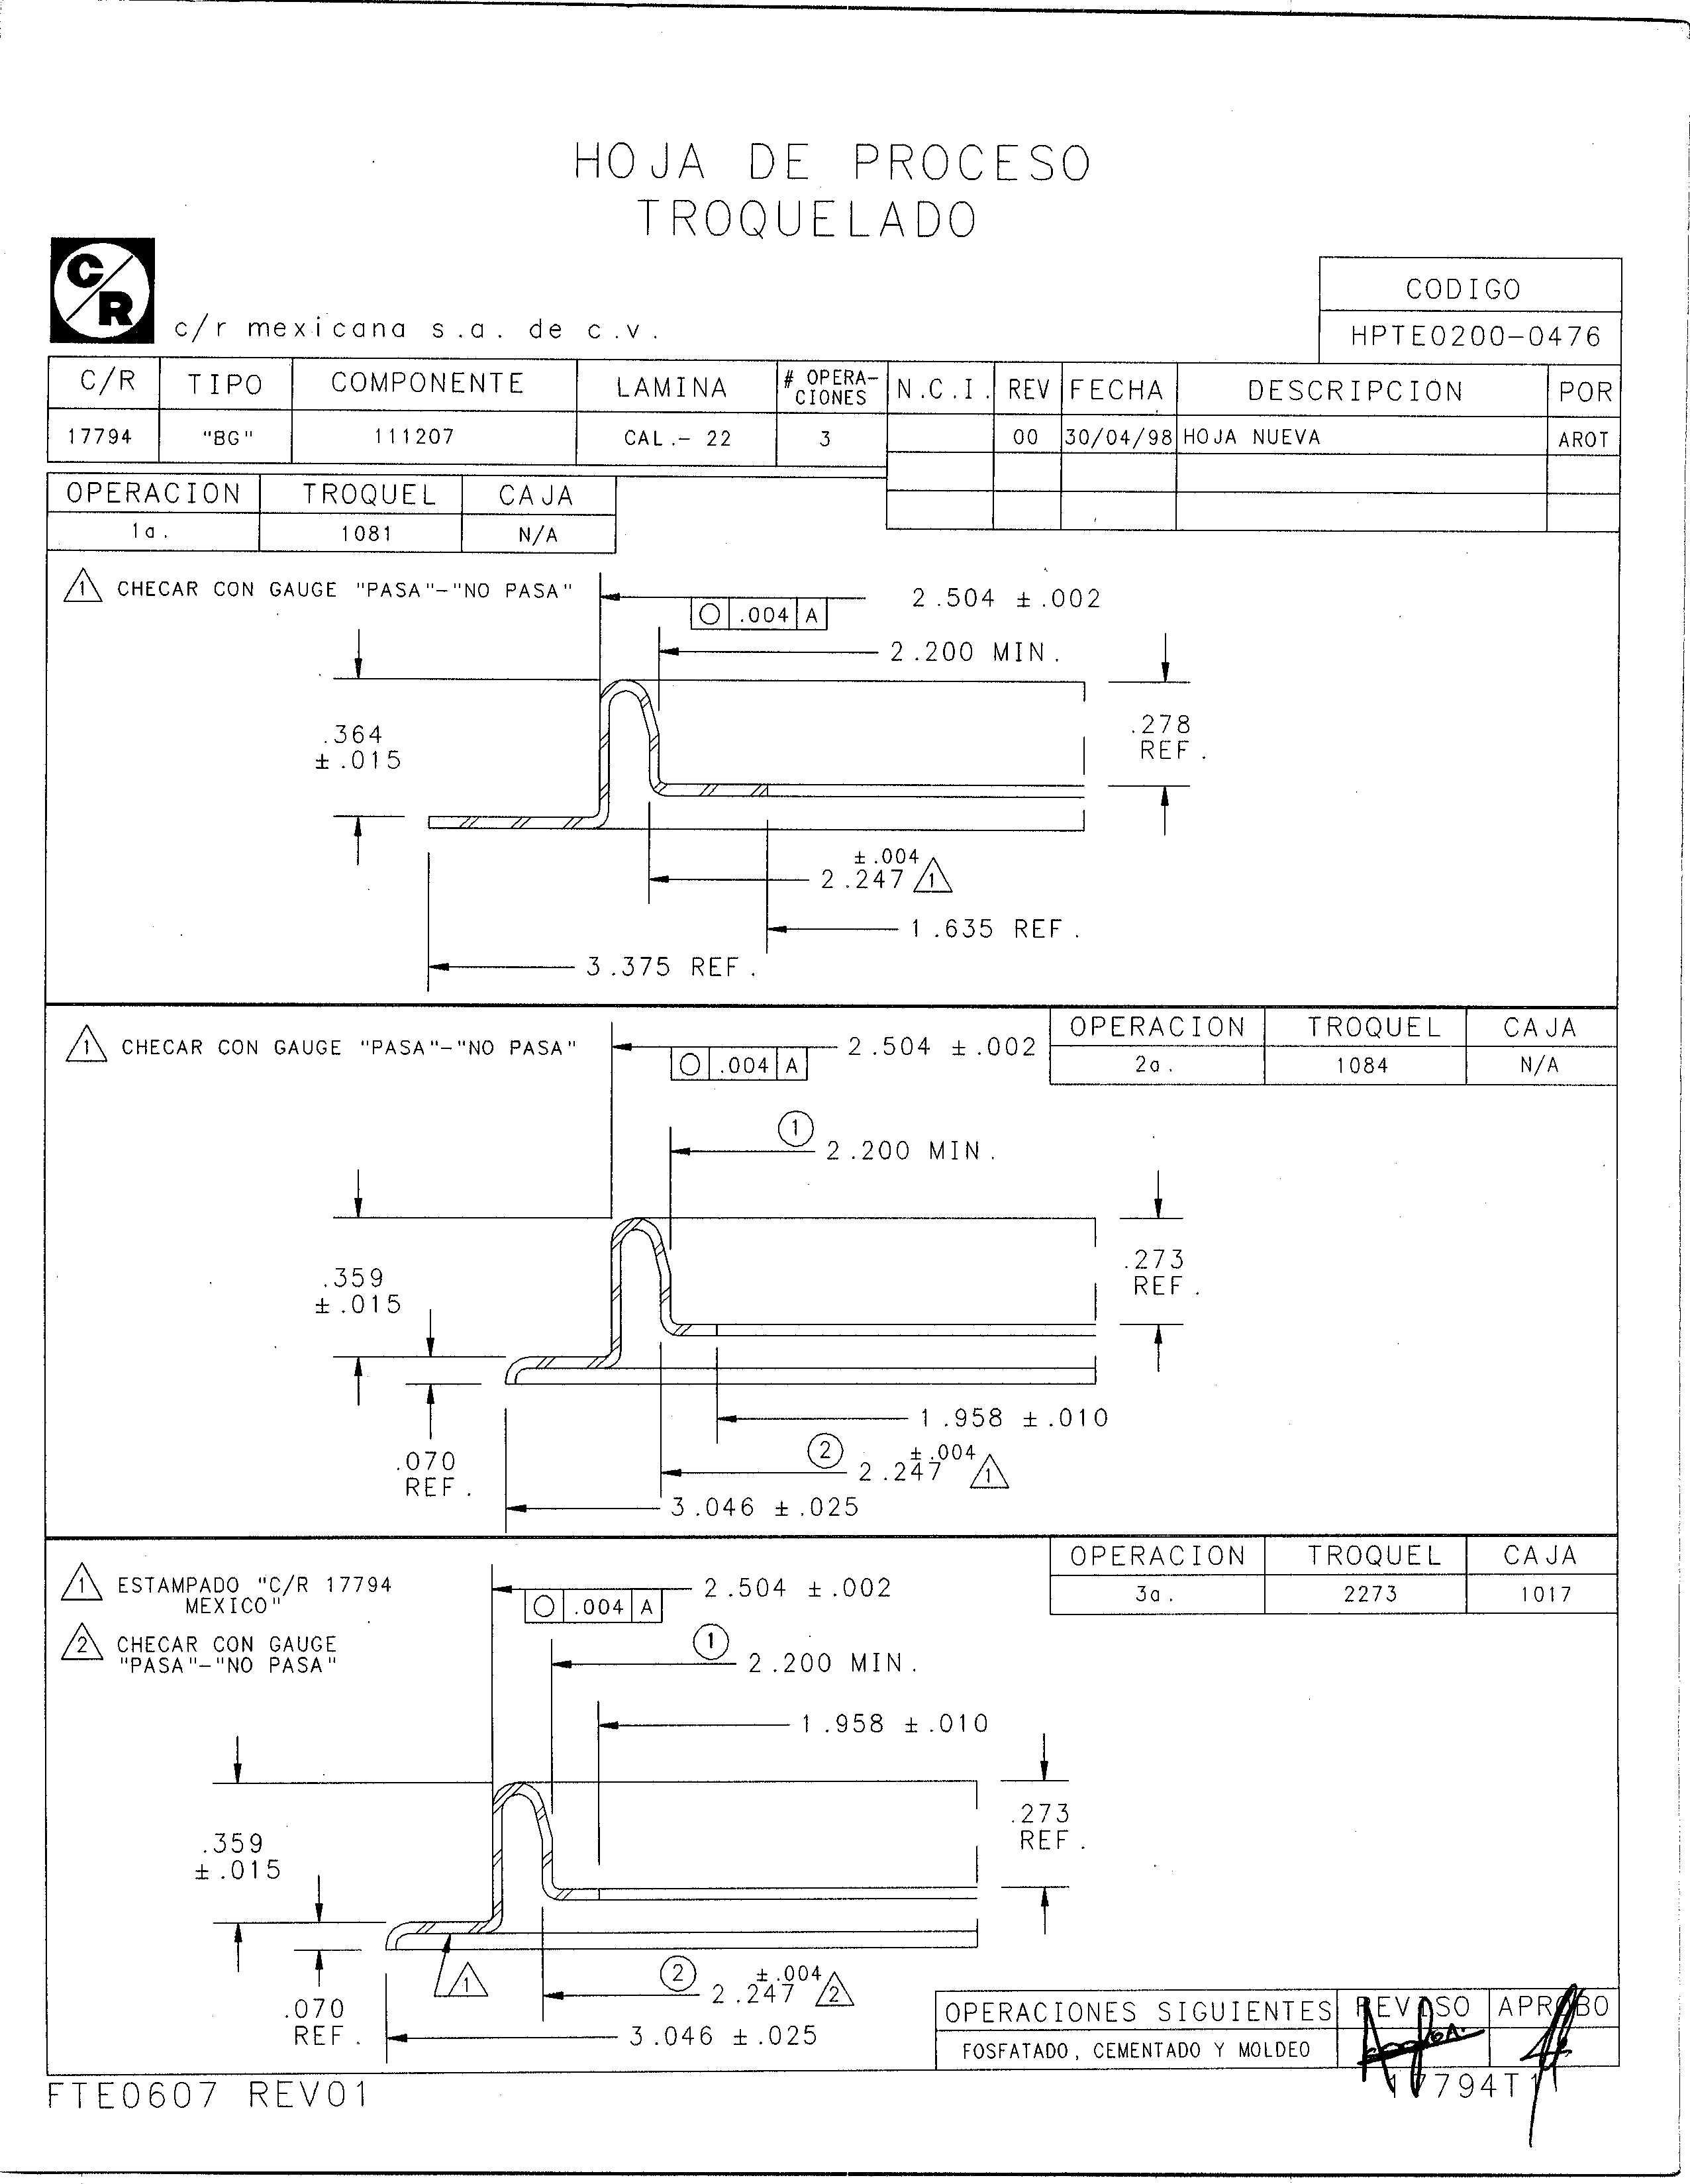 HOJA DE PROCESO
TROQUELADO
C/R
c/r mexicana s.a. de c.v.
CODIGO
HPTE0200-0476
C/R TIPO COMPONENTE LAMINA # OPERA-CIONES N.C.I. REV FECHA DESCRIPCION POR
17794 "BG" 111207 CAL.- 22 3 00 30/04/98 HOJA NUEVA AROT
OPERACION TROQUEL CAJA
1a. 1081 N/A
1 CHECAR CON GAUGE "PASA"-"NO PASA"
2.504 ±.002
○ .004 A
2.200 MIN.
.364
±.015
.278
REF.
±.004
2.247 1
1.635 REF.
3.375 REF.
OPERACION TROQUEL CAJA
2a. 1084 N/A
1 CHECAR CON GAUGE "PASA"-"NO PASA"
2.504 ±.002
○ .004 A
1
2.200 MIN.
.359
±.015
.273
REF.
1.958 ±.010
.070
REF.
2 ±.004
2.247 1
3.046 ±.025
OPERACION TROQUEL CAJA
3a. 2273 1017
1 ESTAMPADO "C/R 17794
MEXICO"
2 CHECAR CON GAUGE
"PASA"-"NO PASA"
2.504 ±.002
○ .004 A
1
2.200 MIN.
1.958 ±.010
.359
±.015
.273
REF.
1
.070
REF.
2 ±.004
2.247 2
3.046 ±.025
OPERACIONES SIGUIENTES REVISO APROBO
FOSFATADO, CEMENTADO Y MOLDEO
FTE0607 REV01
17794T1